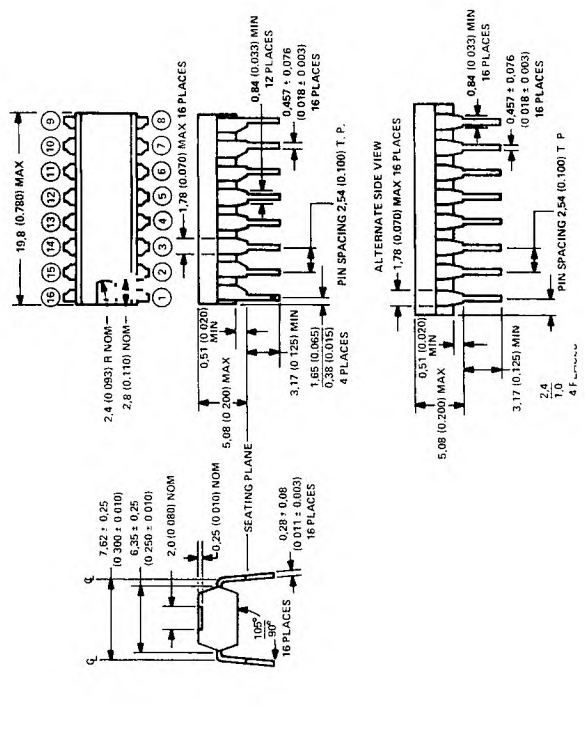 19,8 (0.780) MAX
16 15 14 13 12 11 10 9
1 2 3 4 5 6 7 8
2,4 (0 093) R NOM
2,8 (0.110) NOM
1,78 (0.070) MAX 16 PLACES
0,51 (0 020)
MIN
5,08 (0 200) MAX
3,17 (0 125) MIN
1,65 (0.065)
0,38 (0.015)
4 PLACES
0,84 (0 033) MIN
12 PLACES
0,457 ± 0,076
(0 018 ± 0 003)
16 PLACES
PIN SPACING 2,54 (0.100) T. P.
SEATING PLANE
7,62 ± 0,25
(0 300 ± 0 010)
6,35 ± 0,25
(0 250 ± 0 010)
2,0 (0 080) NOM
0,25 (0 010) NOM
105°
90°
16 PLACES
0,28 ± 0,08
(0 011 ± 0 003)
16 PLACES
ALTERNATE SIDE VIEW
1,78 (0.070) MAX 16 PLACES
0,51 (0.020)
MIN
5,08 (0.200) MAX
3,17 (0.125) MIN
2,4
1,0
4
0,84 (0 033) MIN
16 PLACES
0,457 ± 0,076
(0 018 ± 0 003)
16 PLACES
PIN SPACING 2,54 (0.100) T P